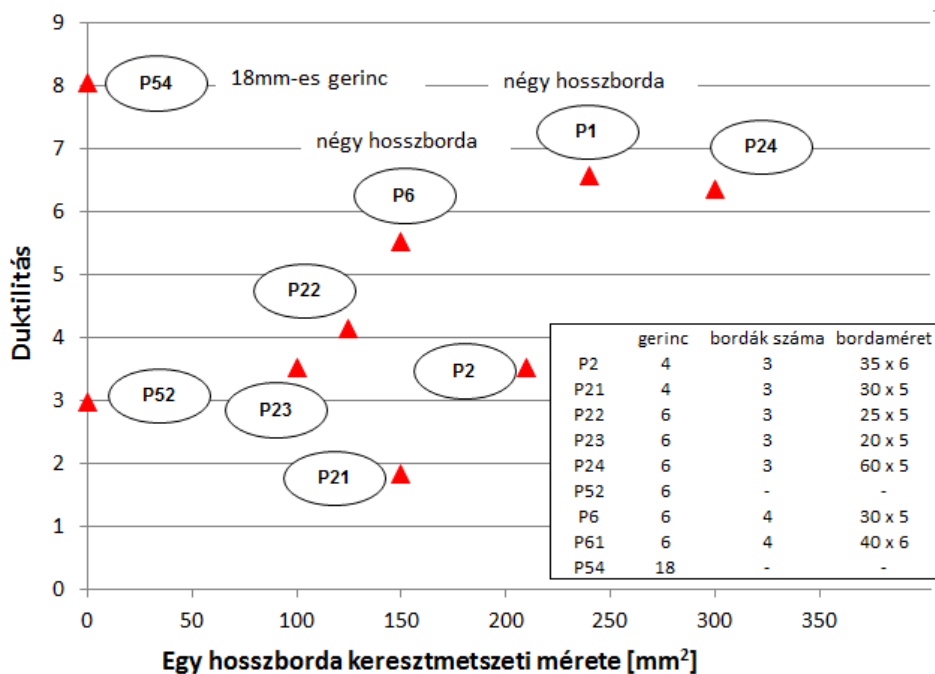 9
8
7
6
5
4
3
2
1
0
Duktilitás
P54
18mm-es gerinc
négy hosszborda
P1
P24
négy hosszborda
P6
P22
P2
P52
P23
P21
gerinc bordák száma bordaméret
P2 4 3 35 x 6
P21 4 3 30 x 5
P22 6 3 25 x 5
P23 6 3 20 x 5
P24 6 3 60 x 5
P52 6 - -
P6 6 4 30 x 5
P61 6 4 40 x 6
P54 18 - -
0 50 100 150 200 250 300 350
Egy hosszborda keresztmetszeti mérete [mm²]